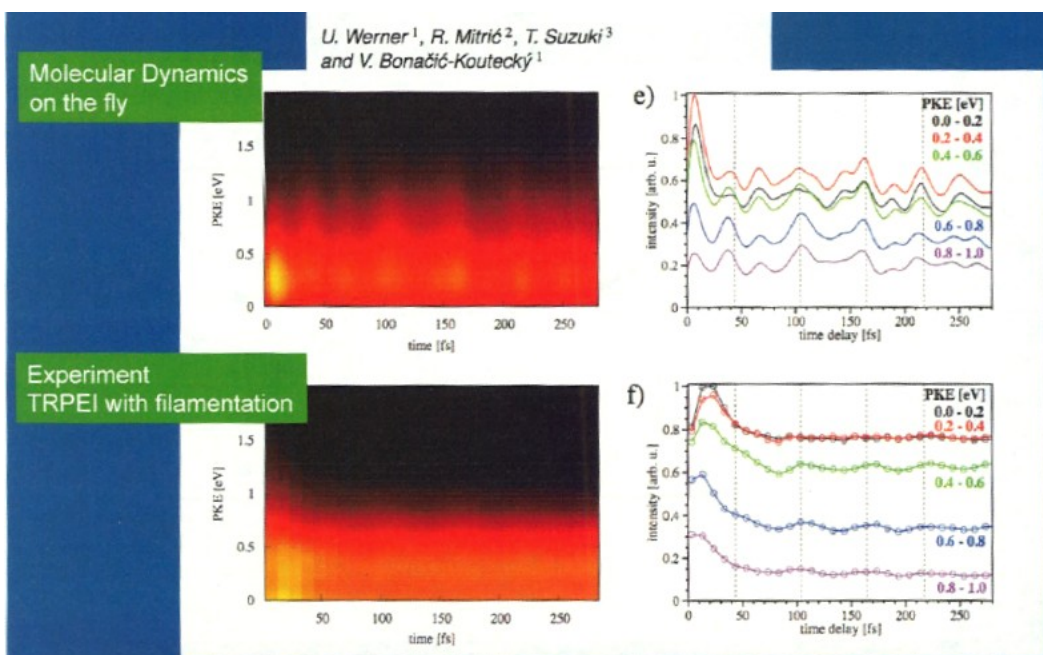 U. Werner ¹, R. Mitrić ², T. Suzuki ³
and V. Bonačić-Koutecký ¹
Molecular Dynamics
on the fly
PKE [eV]
1.5
1
0.5
0
0 50 100 150 200 250
time [fs]
e)
PKE [eV]
0.0 - 0.2
0.2 - 0.4
0.4 - 0.6
0.6 - 0.8
0.8 - 1.0
intensity [arb. u.]
1
0.8
0.6
0.4
0.2
0
0 50 100 150 200 250
time delay [fs]
Experiment
TRPEI with filamentation
PKE [eV]
1.5
1
0.5
0
50 100 150 200 250
time [fs]
f)
PKE [eV]
0.0 - 0.2
0.2 - 0.4
0.4 - 0.6
0.6 - 0.8
0.8 - 1.0
intensity [arb. u.]
1
0.8
0.6
0.4
0.2
0
0 50 100 150 200 250
time delay [fs]